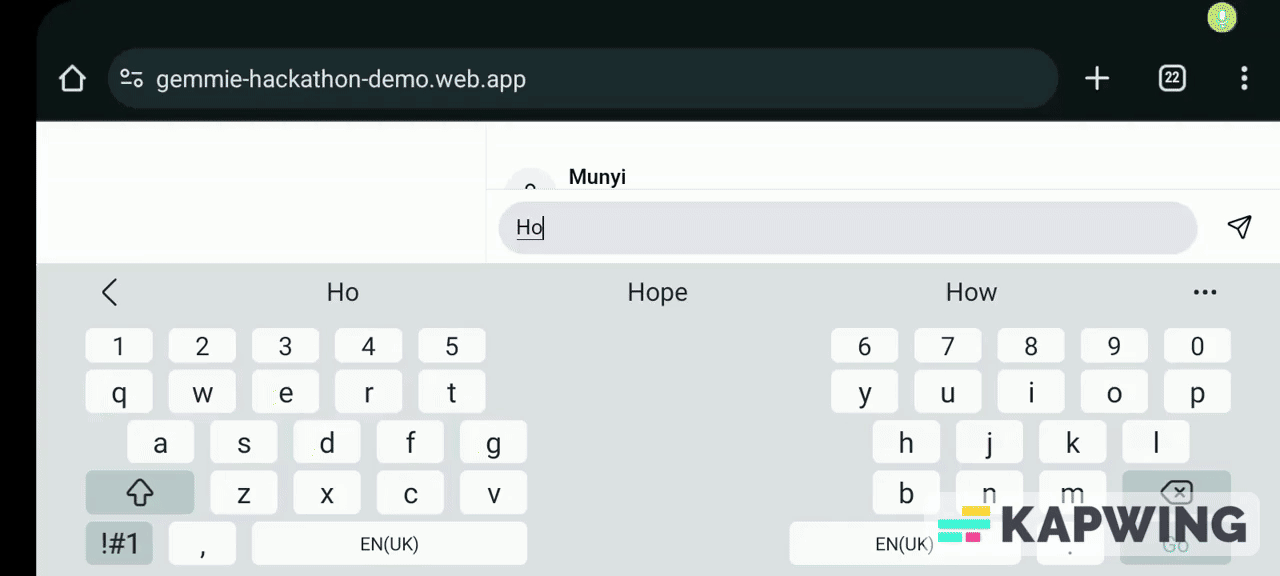 gemmie-hackathon-demo.web.app
22
Munyi
Ho
Ho Hope How
1 2 3 4 5 6 7 8 9 0
q w e r t y u i o p
a s d f g h j k l
z x c v b n m
!#1 , EN(UK) EN(UK) . Go
KAPWING